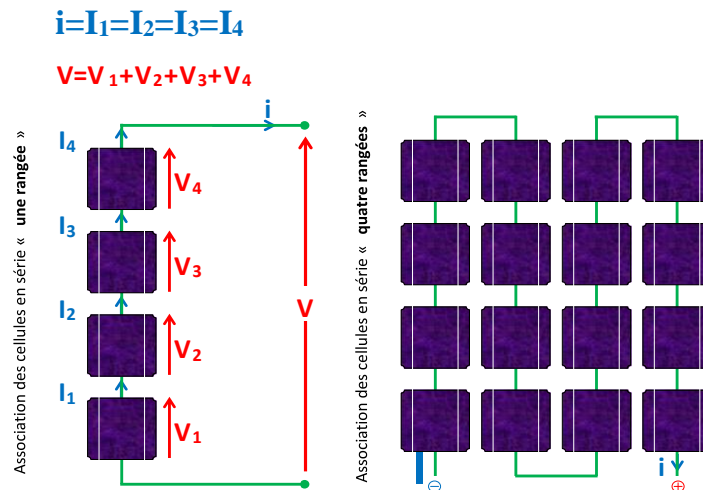 i=I₁=I₂=I₃=I₄
V=V₁+V₂+V₃+V₄
Association des cellules en série « une rangée »
i
I₄
V₄
I₃
V₃
V
I₂
V₂
I₁
V₁
Association des cellules en série « quatre rangées »
i
⊖
⊕